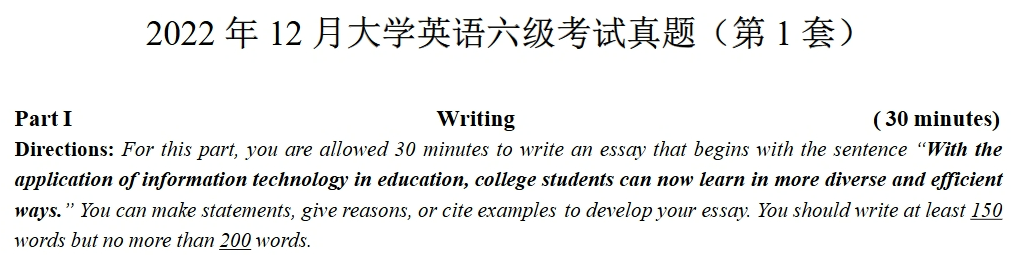 2022 年 12 月大学英语六级考试真题（第 1 套）
Part I Writing ( 30 minutes)
Directions: For this part, you are allowed 30 minutes to write an essay that begins with the sentence “With the
application of information technology in education, college students can now learn in more diverse and efficient
ways.” You can make statements, give reasons, or cite examples to develop your essay. You should write at least 150
words but no more than 200 words.